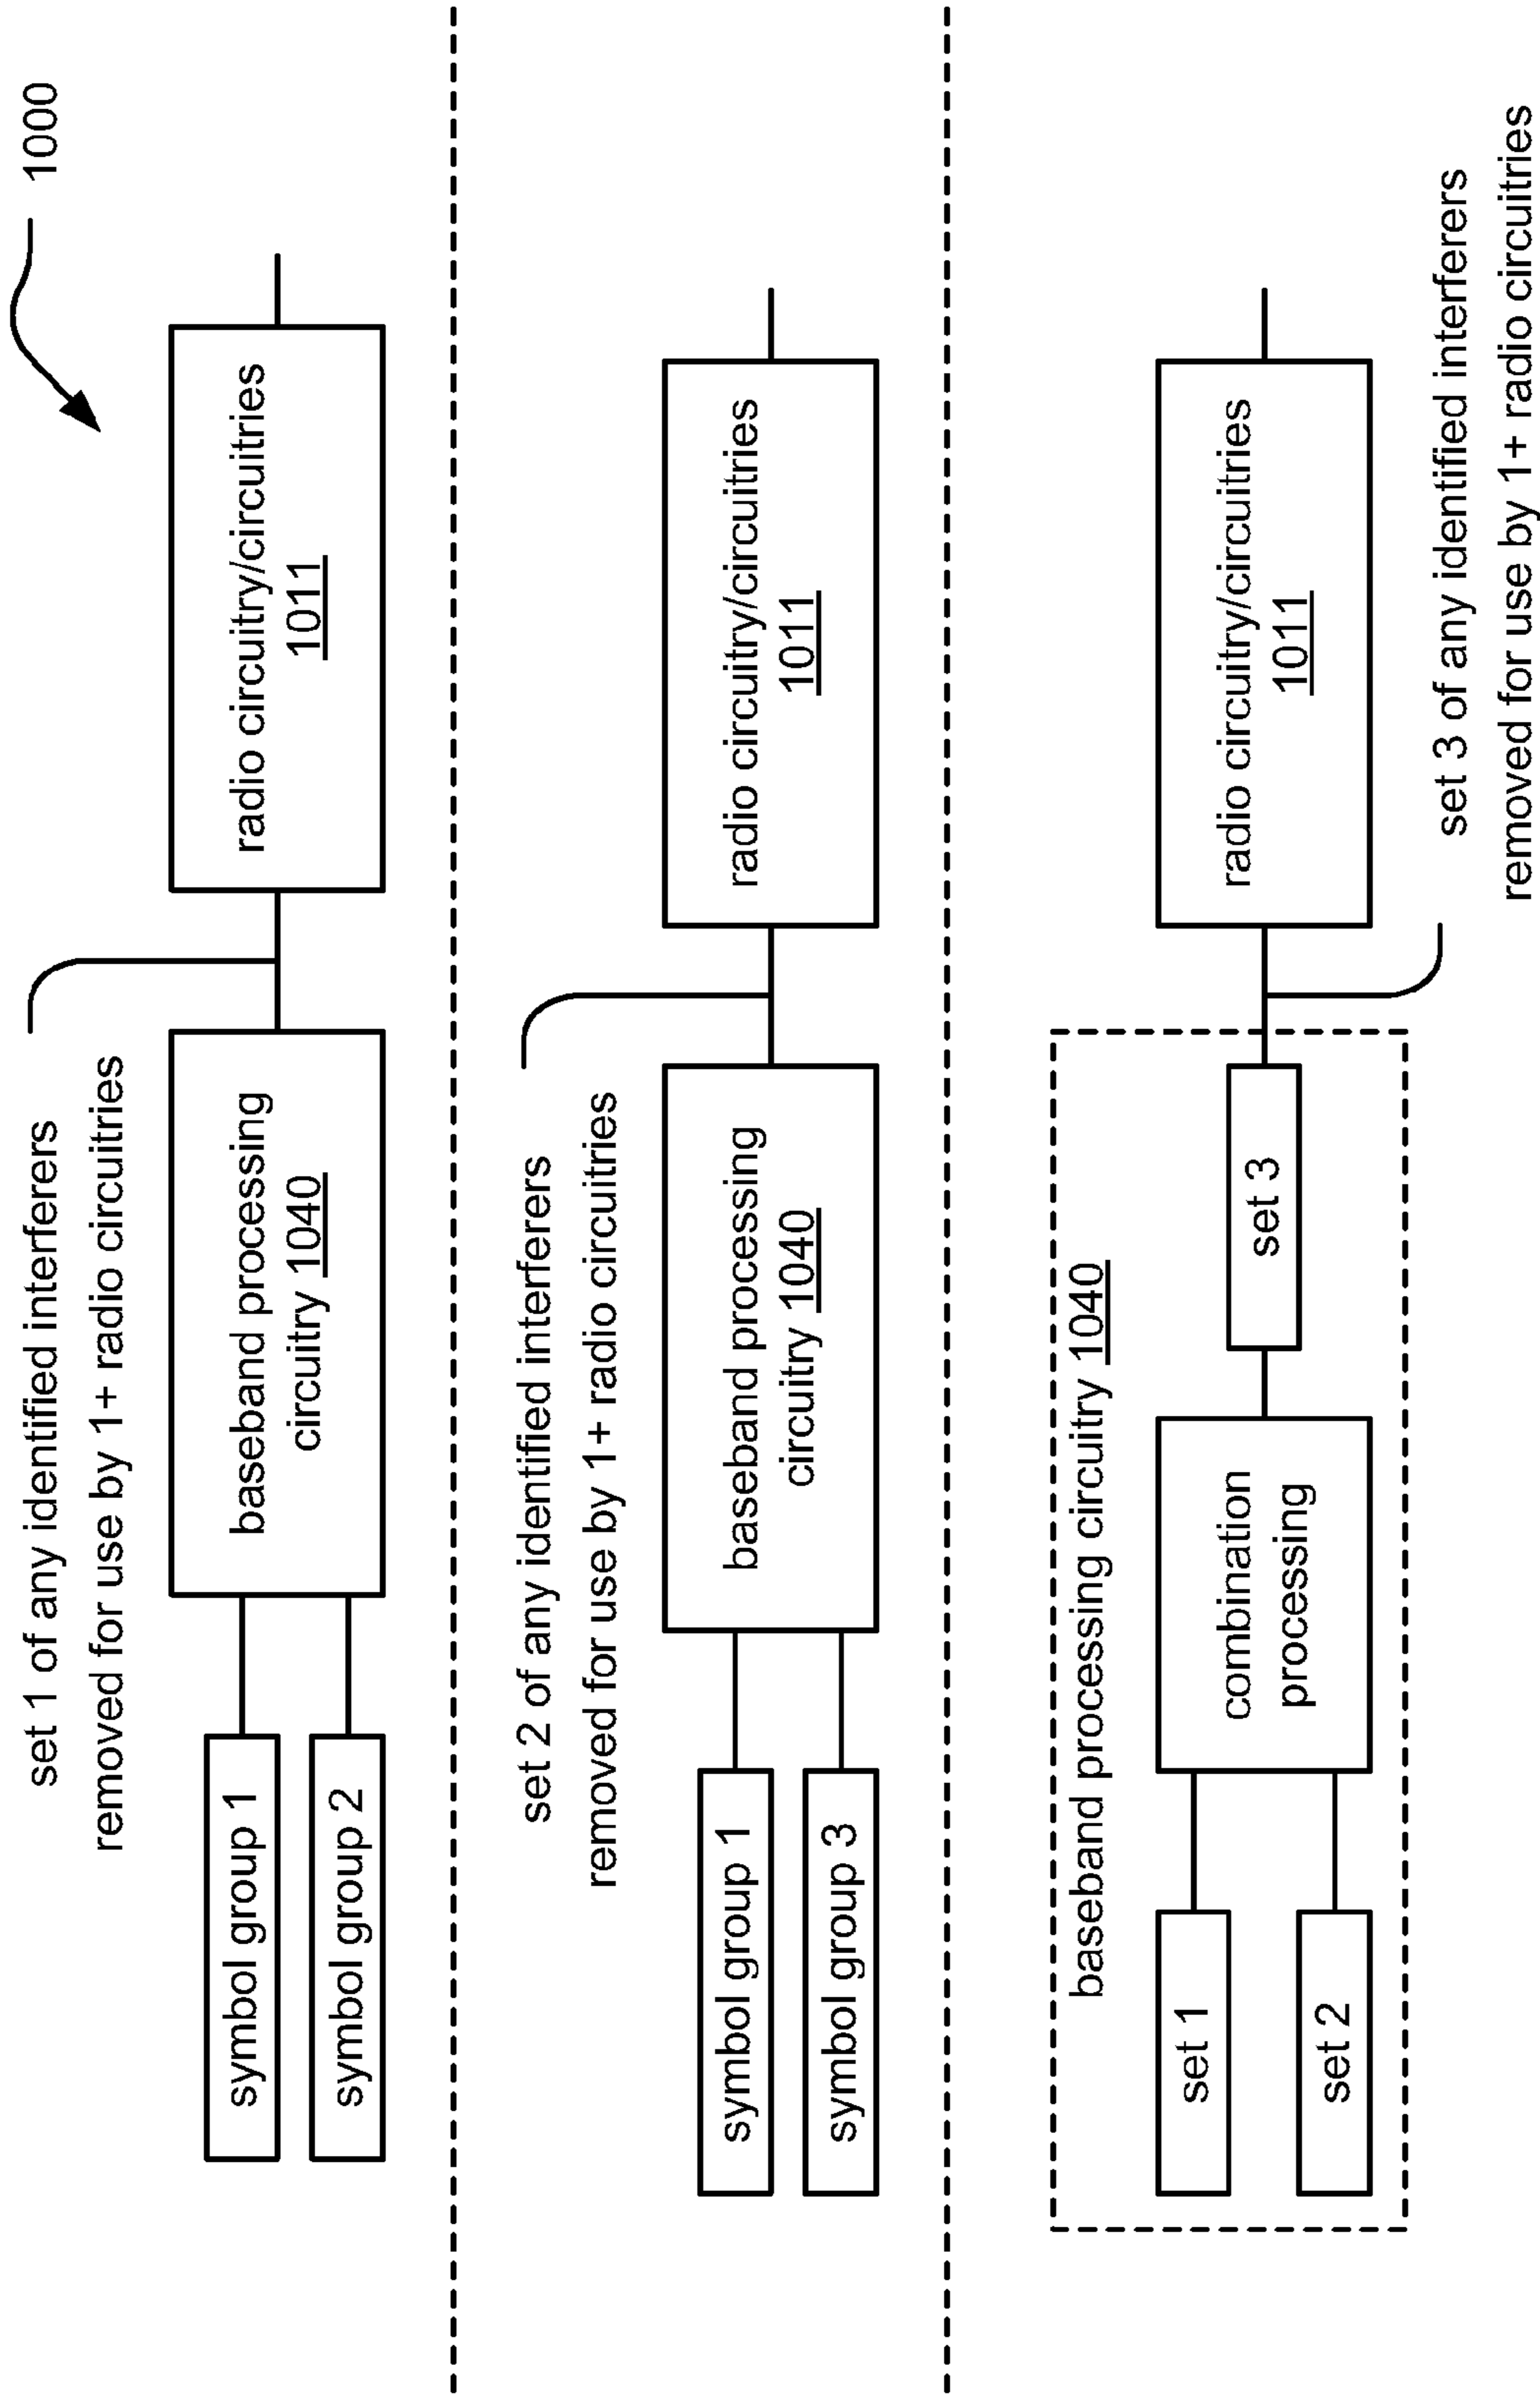 1000
set 1 of any identified interferers
removed for use by 1+ radio circuitries
symbol group 1
symbol group 2
baseband processing
circuitry 1040
radio circuitry/circuitries
1011
set 2 of any identified interferers
removed for use by 1+ radio circuitries
symbol group 1
symbol group 3
baseband processing
circuitry 1040
radio circuitry/circuitries
1011
baseband processing circuitry 1040
set 1
set 2
combination
processing
set 3
radio circuitry/circuitries
1011
set 3 of any identified interferers
removed for use by 1+ radio circuitries